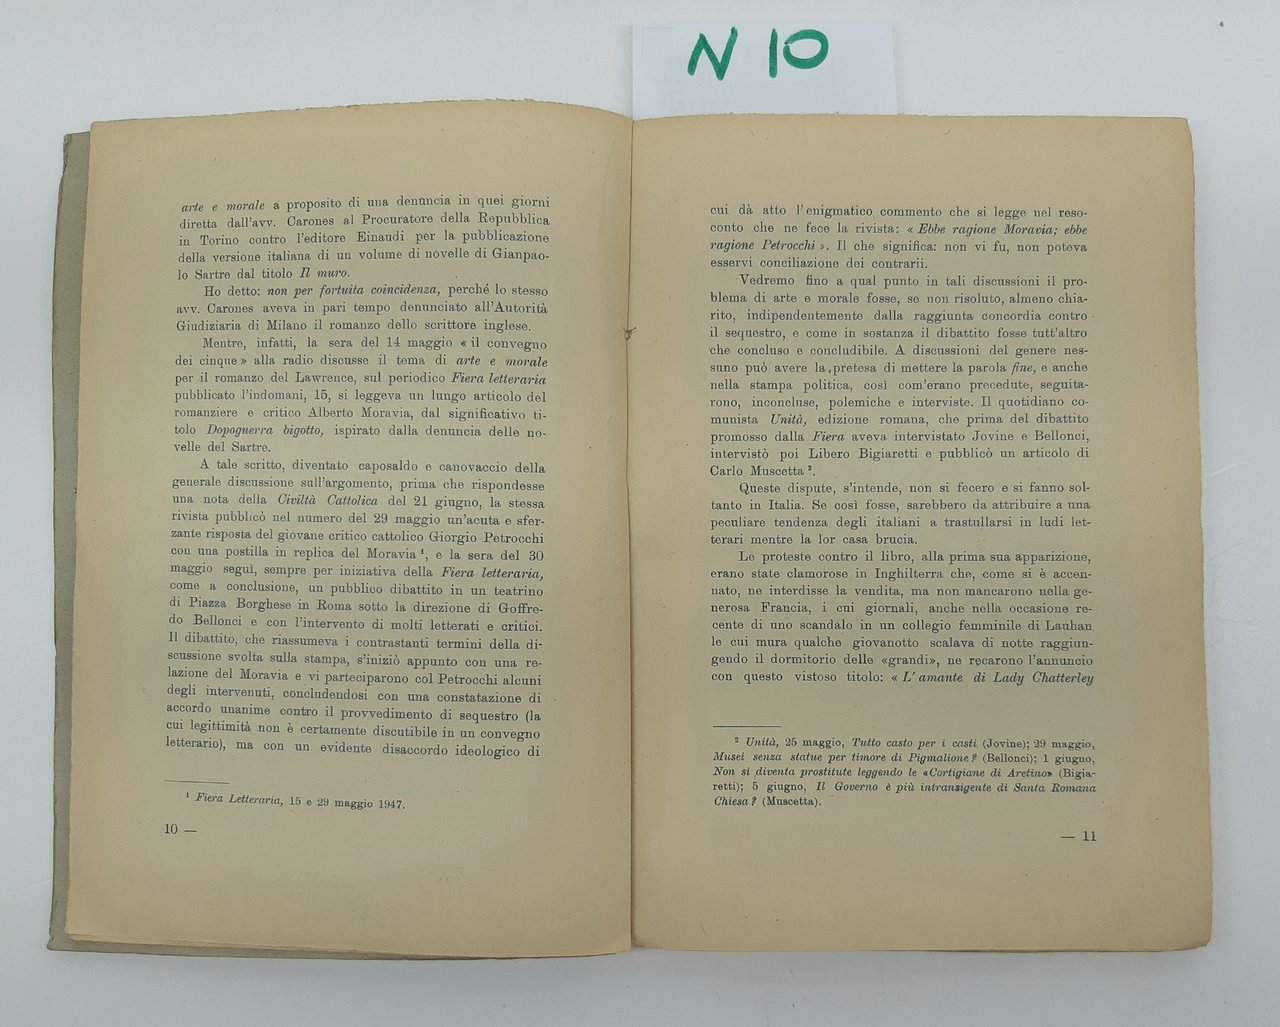 N 10
arte e morale a proposito di una denuncia in quei giorni
diretta dall'avv. Carones al Procuratore della Repubblica
in Torino contro l'editore Einaudi per la pubblicazione
della versione italiana di un volume di novelle di Gianpao-
lo Sartre dal titolo Il muro.
Ho detto: non per fortuita coincidenza, perché lo stesso
avv. Carones aveva in pari tempo denunciato all'Autorità
Giudiziaria di Milano il romanzo dello scrittore inglese.
Mentre, infatti, la sera del 14 maggio « il convegno
dei cinque » alla radio discusse il tema di arte e morale
per il romanzo del Lawrence, sul periodico Fiera letteraria
pubblicato l'indomani, 15, si leggeva un lungo articolo del
romanziere e critico Alberto Moravia, dal significativo ti-
tolo Dopoguerra bigotto, ispirato dalla denuncia delle no-
velle del Sartre.
A tale scritto, diventato caposaldo e canovaccio della
generale discussione sull'argomento, prima che rispondesse
una nota della Civiltà Cattolica del 21 giugno, la stessa
rivista pubblicò nel numero del 29 maggio un'acuta e sfer-
zante risposta del giovane critico cattolico Giorgio Petrocchi
con una postilla in replica del Moravia ¹, e la sera del 30
maggio seguì, sempre per iniziativa della Fiera letteraria,
come a conclusione, un pubblico dibattito in un teatrino
di Piazza Borghese in Roma sotto la direzione di Goffre-
do Bellonci e con l'intervento di molti letterati e critici.
Il dibattito, che riassumeva i contrastanti termini della di-
scussione svolta sulla stampa, s'iniziò appunto con una re-
lazione del Moravia e vi parteciparono col Petrocchi alcuni
degli intervenuti, concludendosi con una constatazione di
accordo unanime contro il provvedimento di sequestro (la
cui legittimità non è certamente discutibile in un convegno
letterario), ma con un evidente disaccordo ideologico di
¹ Fiera Letteraria, 15 e 29 maggio 1947.
10 —
cui dà atto l'enigmatico commento che si legge nel reso-
conto che ne fece la rivista: « Ebbe ragione Moravia; ebbe
ragione Petrocchi ». Il che significa: non vi fu, non poteva
esservi conciliazione dei contrarii.
Vedremo fino a qual punto in tali discussioni il pro-
blema di arte e morale fosse, se non risoluto, almeno chia-
rito, indipendentemente dalla raggiunta concordia contro
il sequestro, e come in sostanza il dibattito fosse tutt'altro
che concluso e concludibile. A discussioni del genere nes-
suno può avere la pretesa di mettere la parola fine, e anche
nella stampa politica, così com'erano precedute, seguita-
rono, inconcluse, polemiche e interviste. Il quotidiano co-
munista Unità, edizione romana, che prima del dibattito
promosso dalla Fiera aveva intervistato Jovine e Bellonci,
intervistò poi Libero Bigiaretti e pubblicò un articolo di
Carlo Muscetta ².
Queste dispute, s'intende, non si fecero e si fanno sol-
tanto in Italia. Se così fosse, sarebbero da attribuire a una
peculiare tendenza degli italiani a trastullarsi in ludi let-
terari mentre la lor casa brucia.
Le proteste contro il libro, alla prima sua apparizione,
erano state clamorose in Inghilterra che, come si è accen-
nato, ne interdisse la vendita, ma non mancarono nella ge-
nerosa Francia, i cui giornali, anche nella occasione re-
cente di uno scandalo in un collegio femminile di Lauhan
le cui mura qualche giovanotto scalava di notte raggiun-
gendo il dormitorio delle «grandi», ne recarono l'annuncio
con questo vistoso titolo: « L'amante di Lady Chatterley
² Unità, 25 maggio, Tutto casto per i casti (Jovine); 29 maggio,
Musei senza statue per timore di Pigmalione? (Bellonci); 1 giugno,
Non si diventa prostitute leggendo le «Cortigiane di Aretino» (Bigia-
retti); 5 giugno, Il Governo è più intransigente di Santa Romana
Chiesa? (Muscetta).
— 11